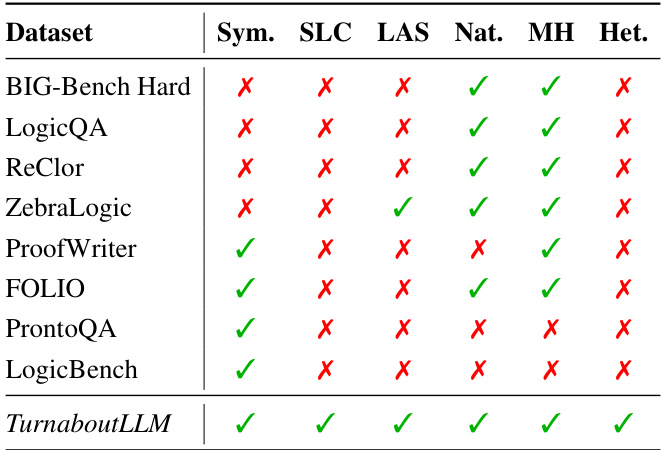 Dataset Sym. SLC LAS Nat. MH Het.
BIG-Bench Hard ✗ ✗ ✗ ✓ ✓ ✗
LogicQA ✗ ✗ ✗ ✓ ✓ ✗
ReClor ✗ ✗ ✗ ✓ ✓ ✗
ZebraLogic ✗ ✗ ✓ ✓ ✓ ✗
ProofWriter ✓ ✗ ✗ ✗ ✓ ✗
FOLIO ✓ ✗ ✗ ✓ ✓ ✗
ProntoQA ✓ ✗ ✗ ✗ ✗ ✗
LogicBench ✓ ✗ ✗ ✗ ✗ ✗
TurnaboutLLM ✓ ✓ ✓ ✓ ✓ ✓